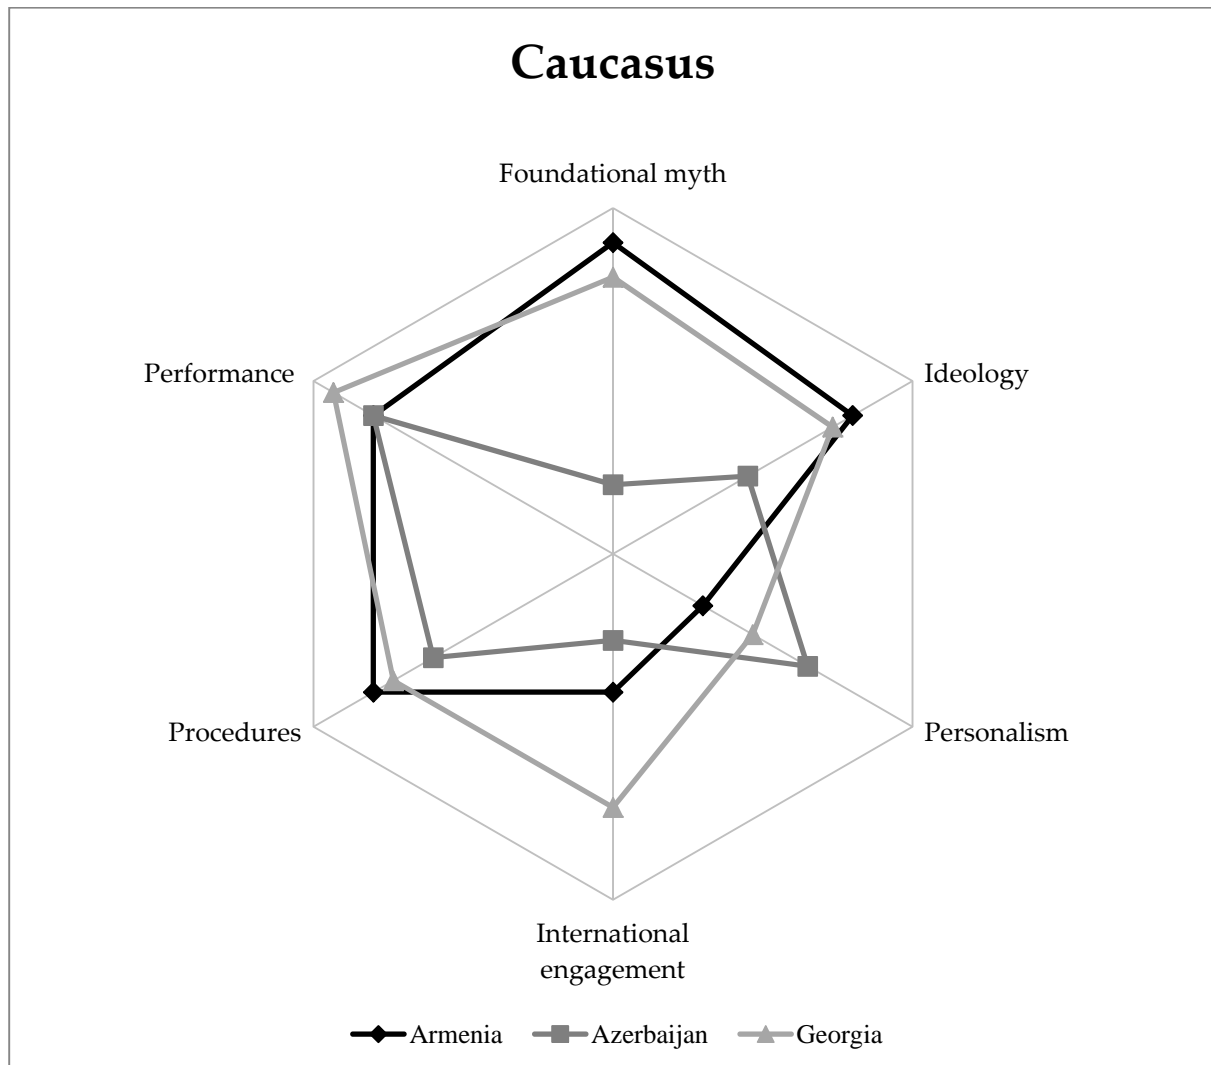 Caucasus
Foundational myth
Performance
Ideology
Procedures
Personalism
International
engagement
Armenia
Azerbaijan
Georgia